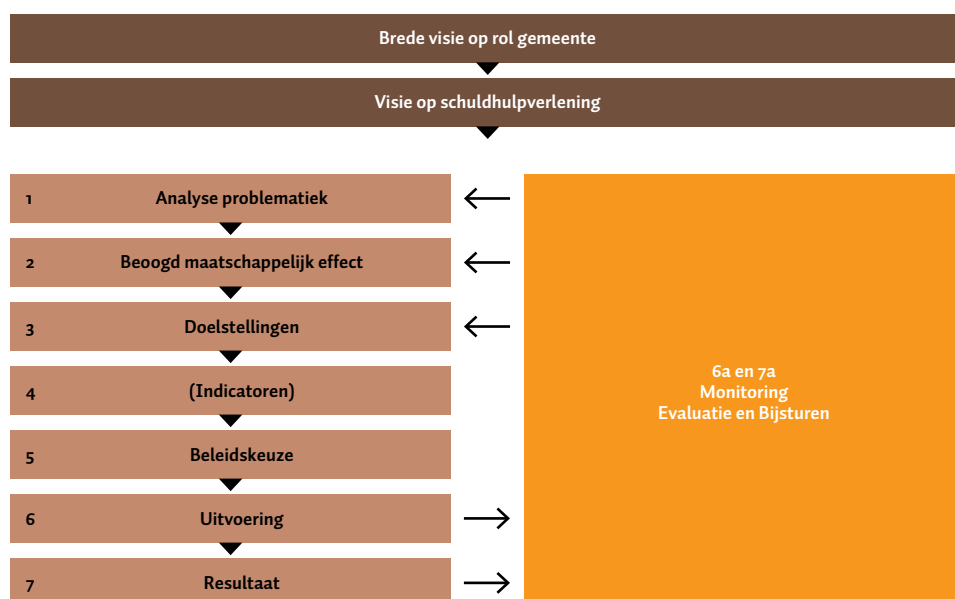 Brede visie op rol gemeente
Visie op schuldhulpverlening
1 Analyse problematiek
2 Beoogd maatschappelijk effect
3 Doelstellingen
4 (Indicatoren)
5 Beleidskeuze
6 Uitvoering
7 Resultaat
6a en 7a
Monitoring
Evaluatie en Bijsturen